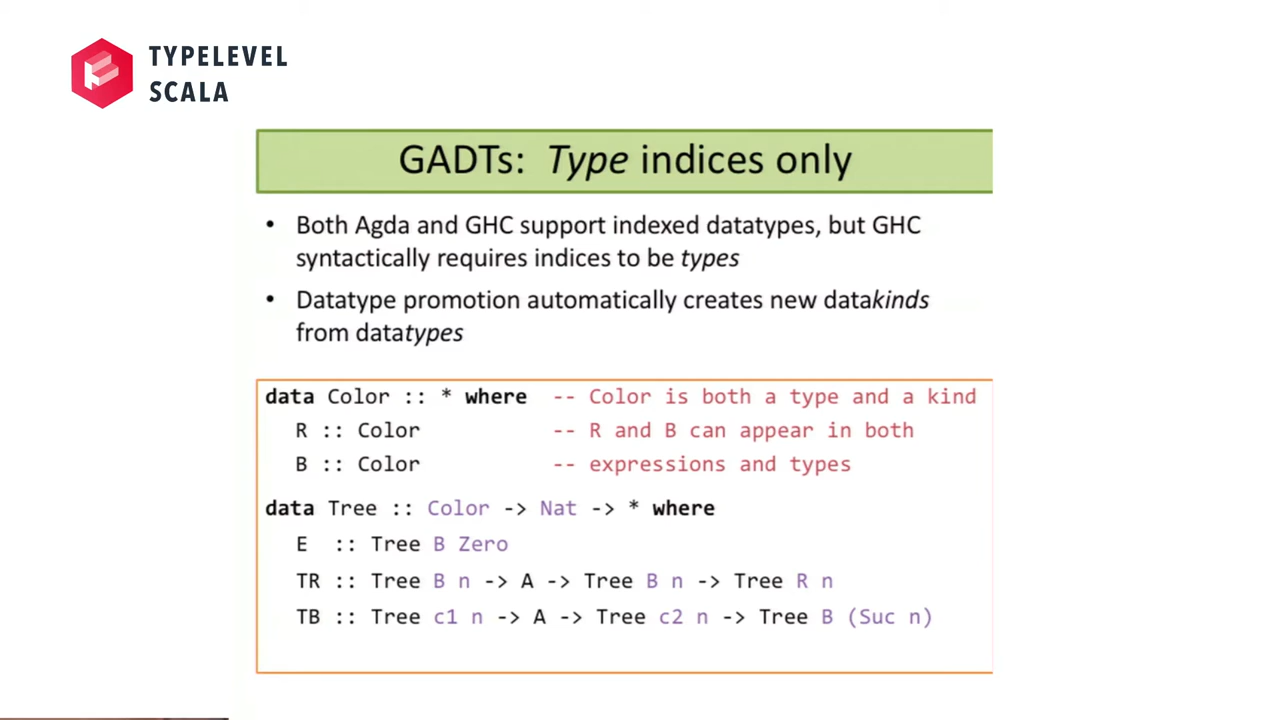 TYPELEVEL
SCALA
GADTs: Type indices only
• Both Agda and GHC support indexed datatypes, but GHC
syntactically requires indices to be types
• Datatype promotion automatically creates new datakinds
from datatypes
data Color :: * where -- Color is both a type and a kind
R :: Color -- R and B can appear in both
B :: Color -- expressions and types
data Tree :: Color -> Nat -> * where
E :: Tree B Zero
TR :: Tree B n -> A -> Tree B n -> Tree R n
TB :: Tree c1 n -> A -> Tree c2 n -> Tree B (Suc n)